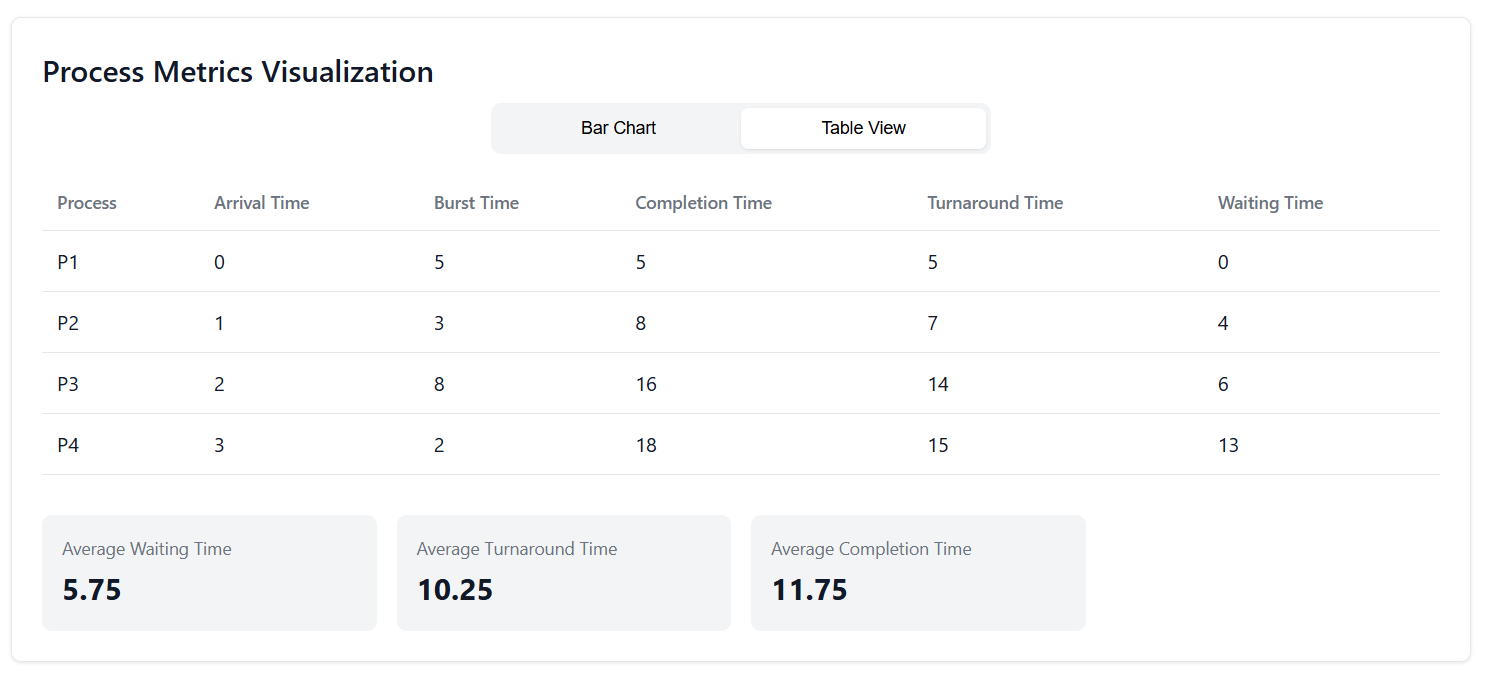 Process Metrics Visualization
Bar Chart Table View
Process Arrival Time Burst Time Completion Time Turnaround Time Waiting Time
P1 0 5 5 5 0
P2 1 3 8 7 4
P3 2 8 16 14 6
P4 3 2 18 15 13
Average Waiting Time Average Turnaround Time Average Completion Time
5.75 10.25 11.75